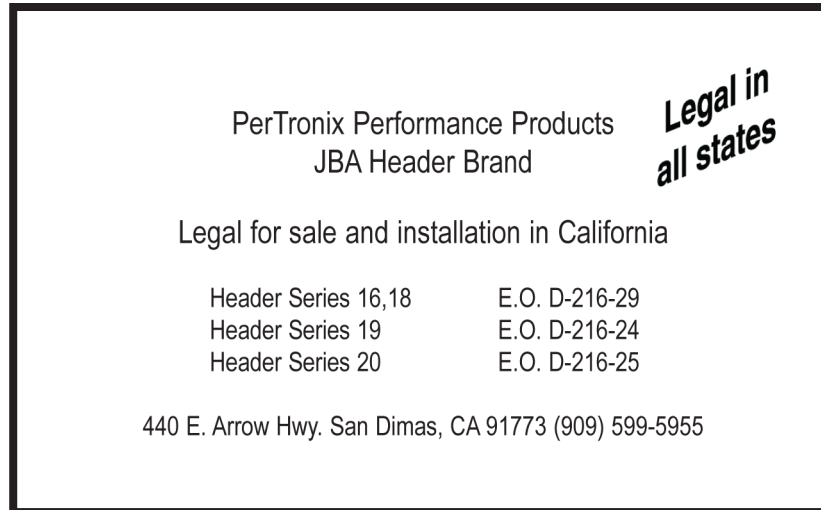 Legal in
all states
PerTronix Performance Products
JBA Header Brand
Legal for sale and installation in California
Header Series 16,18 E.O. D-216-29
Header Series 19 E.O. D-216-24
Header Series 20 E.O. D-216-25
440 E. Arrow Hwy. San Dimas, CA 91773 (909) 599-5955